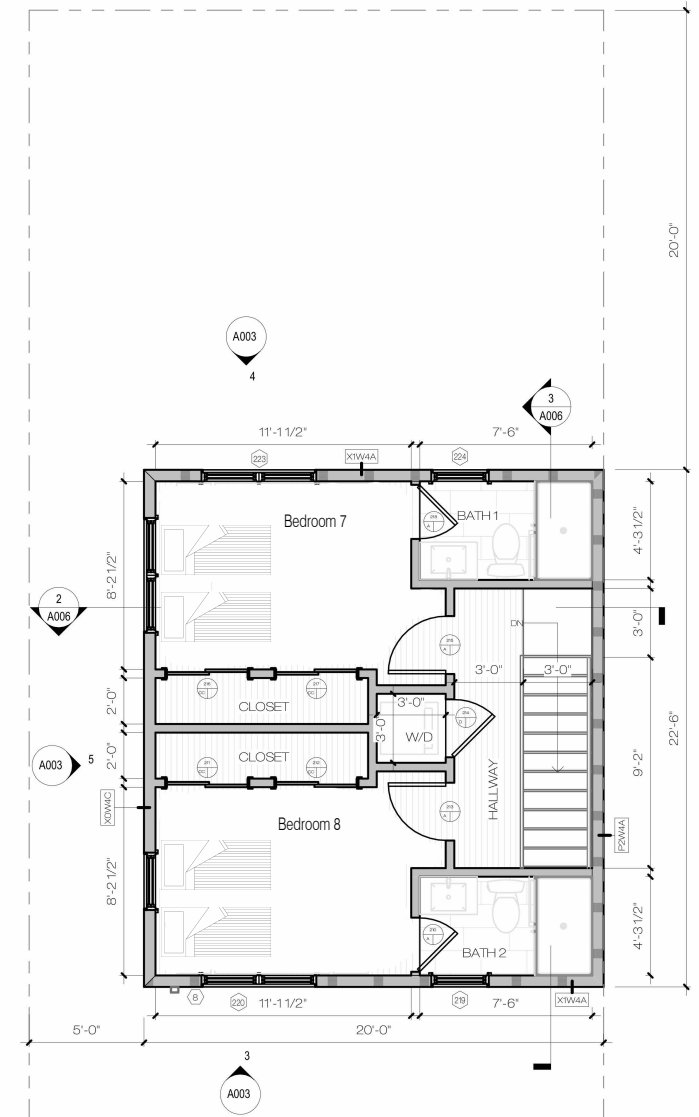 20'-0"
A003
4
3
A006
11'-1 1/2"
7'-6"
223
X1W4A
224
Bedroom 7
BATH 1
A
4'-3 1/2"
8'-2 1/2"
2
A006
DN
3'-0"
A
3'-0"
3'-0"
2'-0"
CLOSET
3'-0"
3'-0"
W/D
22'-6"
2'-0"
CLOSET
A003
5
HALLWAY
9'-2"
X0W4C
Bedroom 8
A
P2W4A
8'-2 1/2"
A
BATH 2
4'-3 1/2"
8
220
11'-1 1/2"
219
7'-6"
X1W4A
5'-0"
20'-0"
3
A003